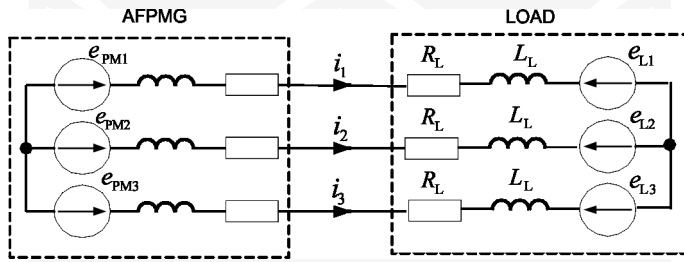 AFPMG LOAD
e_PM1 i_1 R_L L_L e_L1
e_PM2 i_2 R_L L_L e_L2
e_PM3 i_3 R_L L_L e_L3